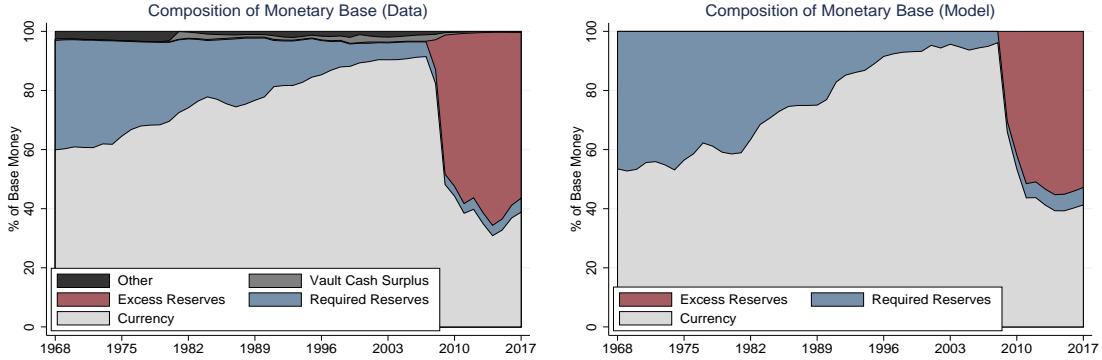 Composition of Monetary Base (Data)
% of Base Money
100
80
60
40
20
0
Other
Vault Cash Surplus
Excess Reserves
Required Reserves
Currency
1968 1975 1982 1989 1996 2003 2010 2017
Composition of Monetary Base (Model)
% of Base Money
100
80
60
40
20
0
Excess Reserves
Required Reserves
Currency
1968 1975 1982 1989 1996 2003 2010 2017